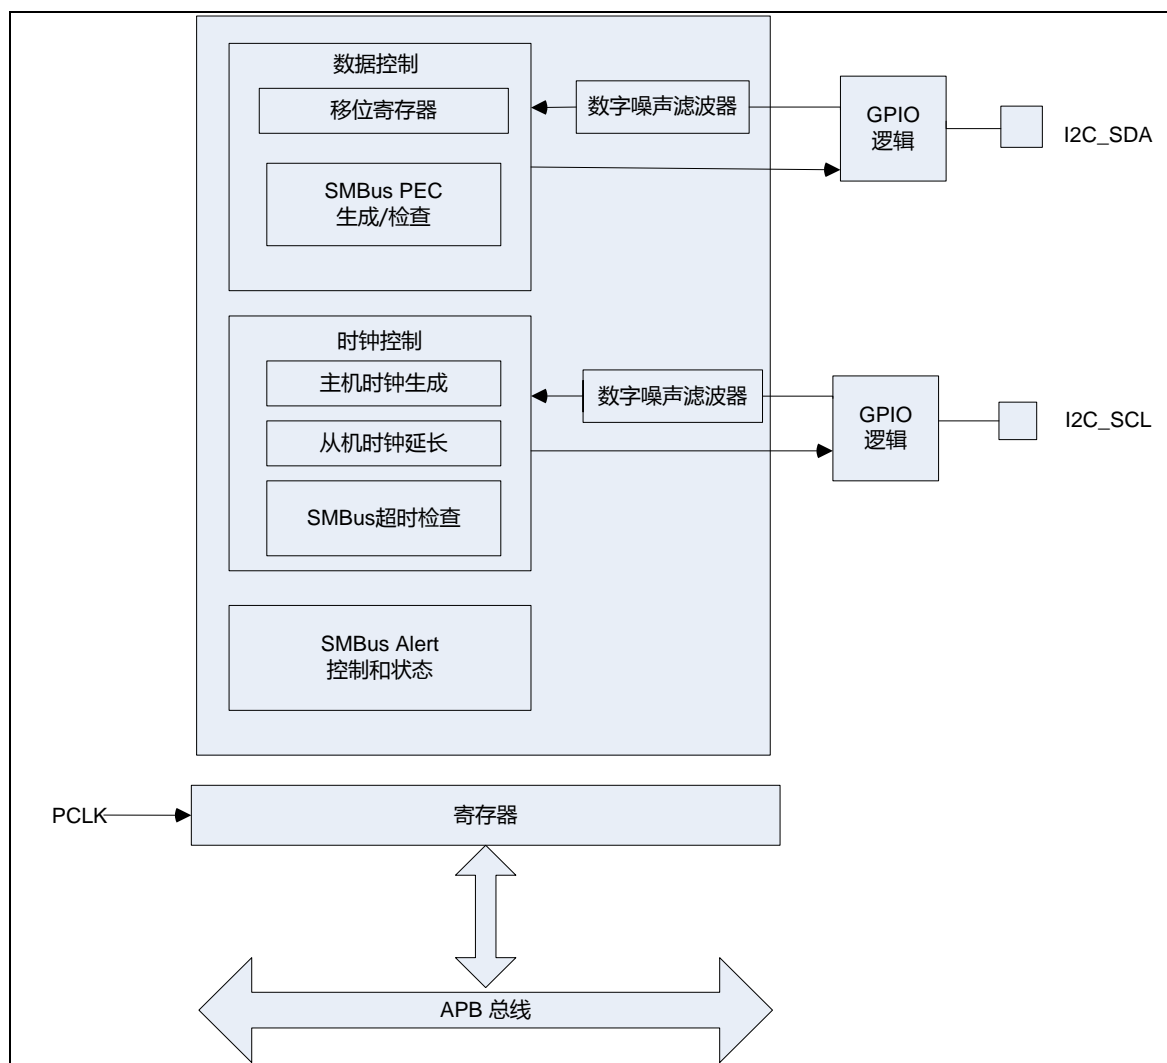 数据控制
移位寄存器
SMBus PEC
生成/检查
数字噪声滤波器
GPIO
逻辑
I2C_SDA
时钟控制
主机时钟生成
从机时钟延长
SMBus超时检查
数字噪声滤波器
GPIO
逻辑
I2C_SCL
SMBus Alert
控制和状态
PCLK
寄存器
APB 总线